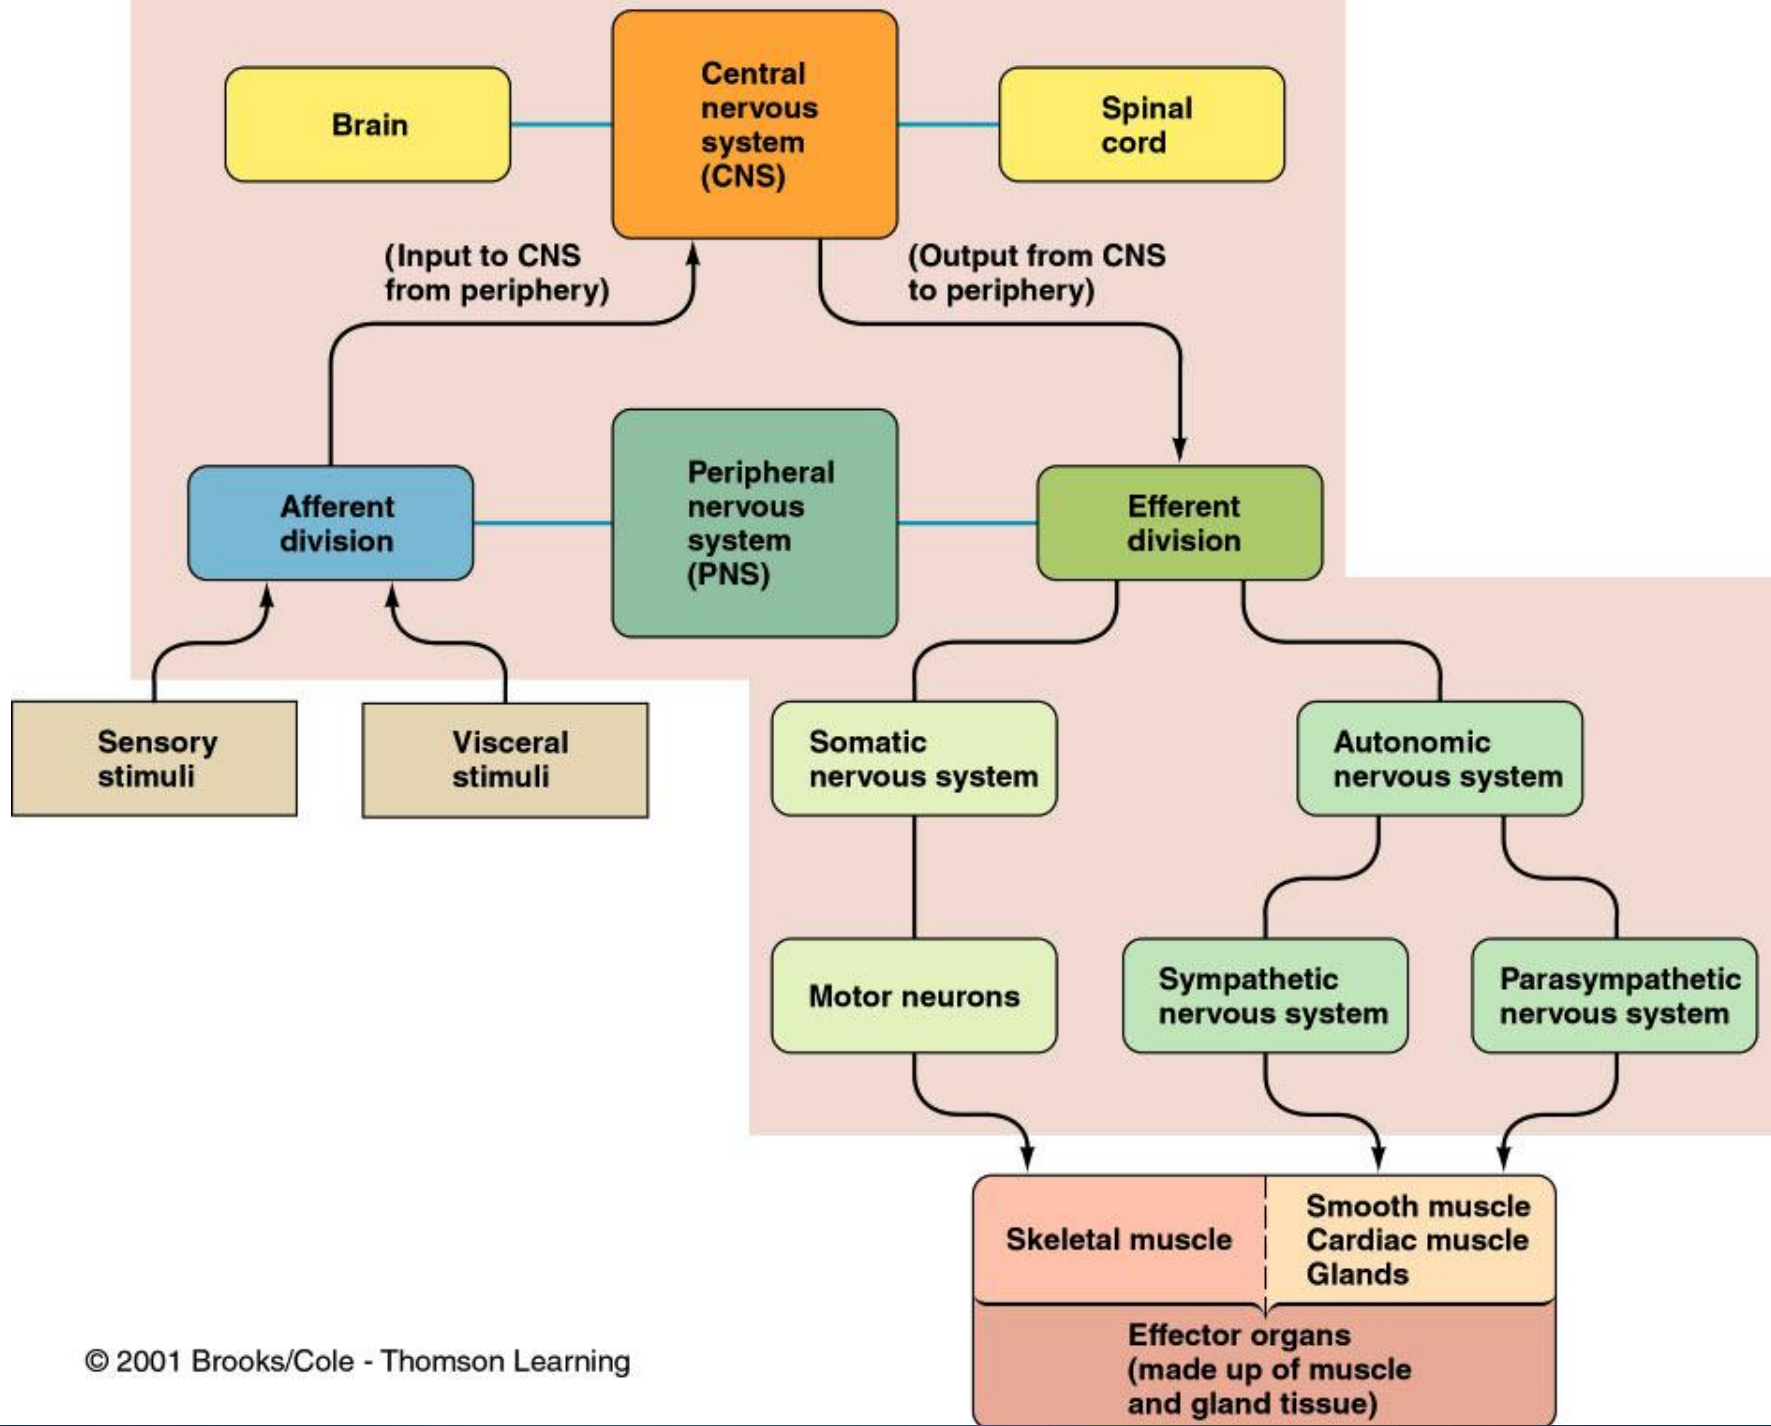 Central
nervous
system
(CNS)
Brain
Spinal
cord
(Input to CNS
from periphery)
(Output from CNS
to periphery)
Peripheral
nervous
system
(PNS)
Afferent
division
Efferent
division
Sensory
stimuli
Visceral
stimuli
Somatic
nervous system
Autonomic
nervous system
Motor neurons
Sympathetic
nervous system
Parasympathetic
nervous system
Skeletal muscle
Smooth muscle
Cardiac muscle
Glands
Effector organs
(made up of muscle
and gland tissue)
© 2001 Brooks/Cole - Thomson Learning